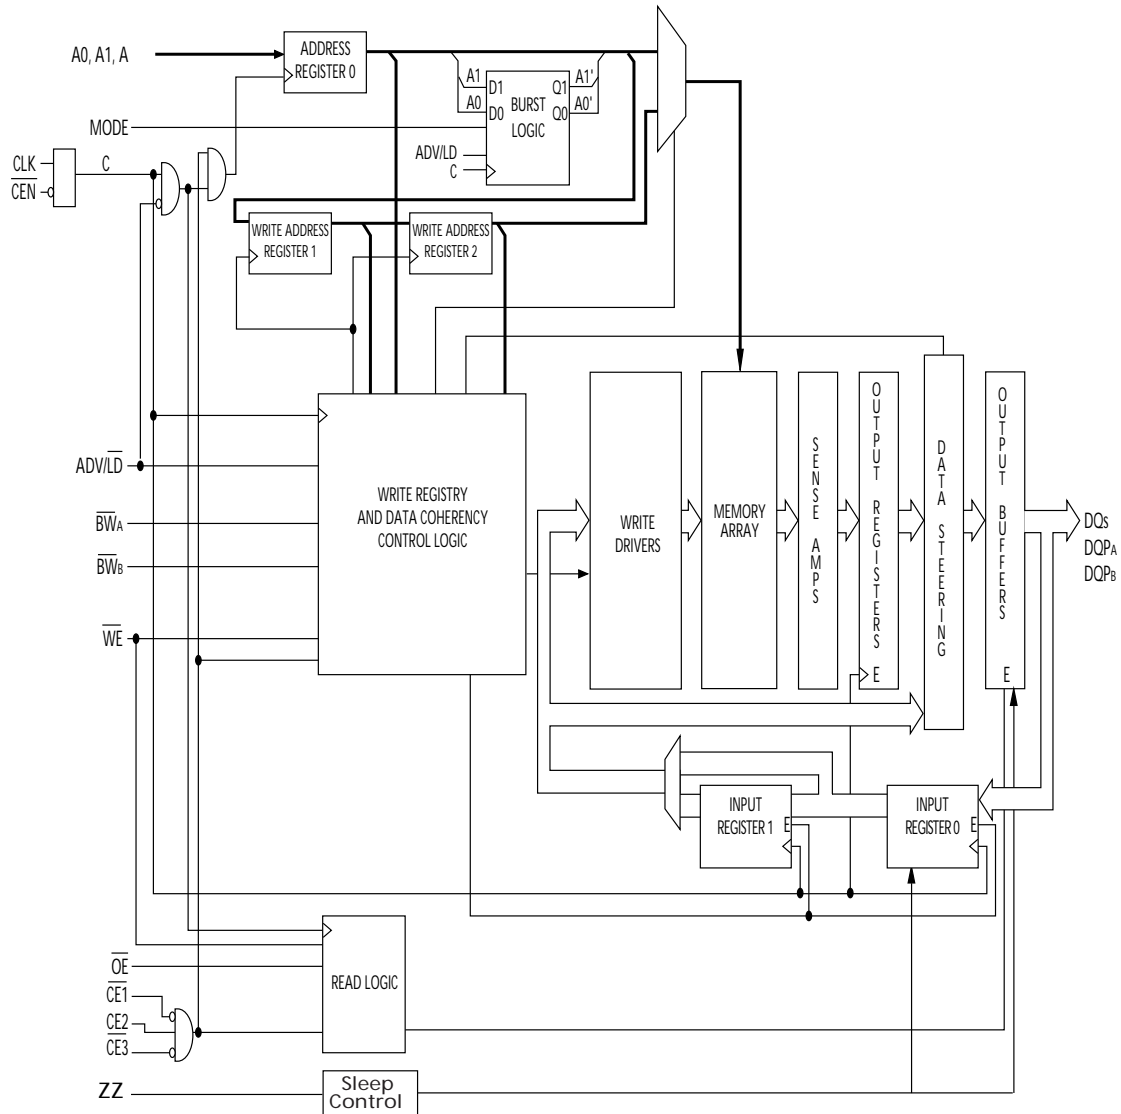 A0, A1, A
ADDRESS
REGISTER 0
A1
A0
D1
D0
BURST
LOGIC
Q1
Q0
A1'
A0'
MODE
ADV/LD
C
CLK
CEN
C
WRITE ADDRESS
REGISTER 1
WRITE ADDRESS
REGISTER 2
ADV/LD
BWA
BWB
WE
WRITE REGISTRY
AND DATA COHERENCY
CONTROL LOGIC
WRITE
DRIVERS
MEMORY
ARRAY
SENSE AMPS
OUTPUT REGISTERS
E
DATA STEERING
OUTPUT BUFFERS
E
DQs
DQPA
DQPB
INPUT
REGISTER 1
E
INPUT
REGISTER 0
E
OE
CE1
CE2
CE3
READ LOGIC
ZZ
Sleep
Control